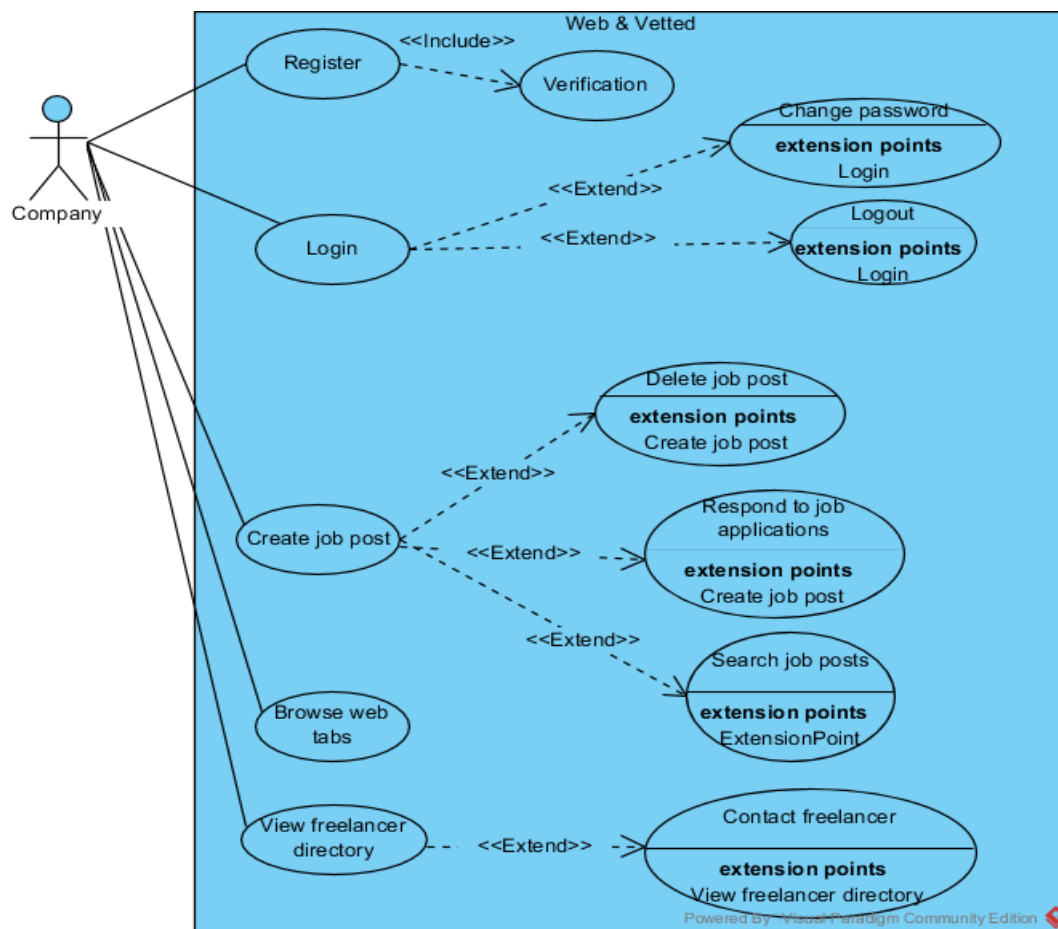 Web & Vetted
<<Include>>
Register
Verification
Company
Change password
extension points
Login
<<Extend>>
Login
<<Extend>>
Logout
extension points
Login
Delete job post
extension points
Create job post
<<Extend>>
Create job post
<<Extend>>
Respond to job
applications
extension points
Create job post
<<Extend>>
Search job posts
extension points
ExtensionPoint
Browse web
tabs
View freelancer
directory
<<Extend>>
Contact freelancer
extension points
View freelancer directory
Powered By Visual Paradigm Community Edition